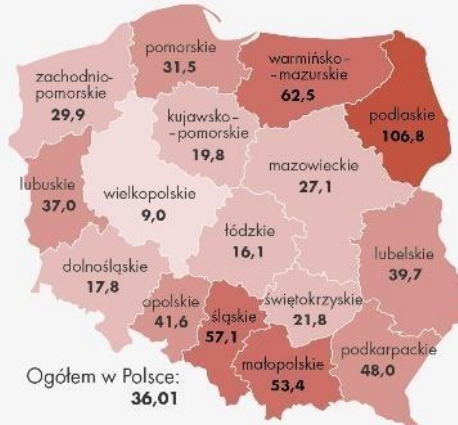 pomorskie
31,5
warmińsko-
-mazurskie
62,5
zachodnio-
pomorskie
29,9
podlaskie
106,8
kujawsko-
-pomorskie
19,8
mazowieckie
27,1
lubuskie
37,0
wielkopolskie
9,0
łódzkie
16,1
lubelskie
39,7
dolnośląskie
17,8
opolskie
41,6
śląskie
57,1
świętokrzyskie
21,8
małopolskie
53,4
podkarpackie
48,0
Ogółem w Polsce:
36,01